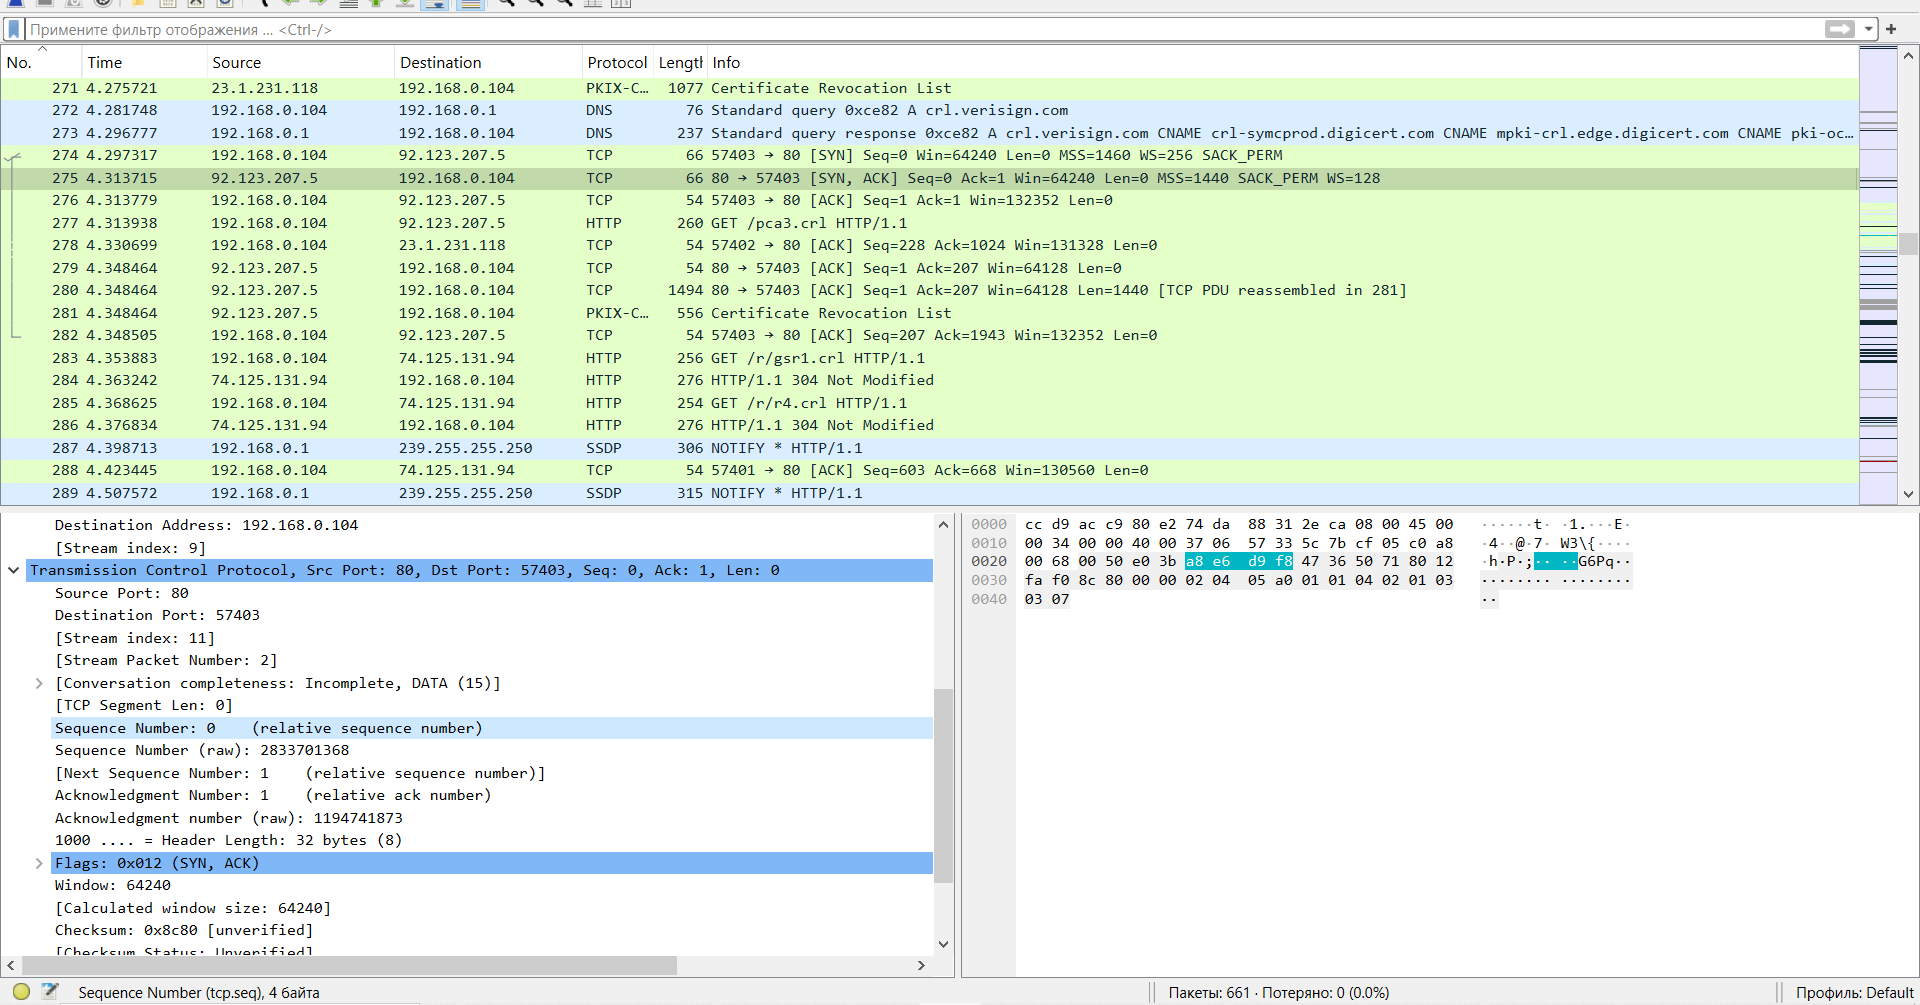 Примените фильтр отображения ... <Ctrl-/>
No. Time Source Destination Protocol Length Info
271 4.275721 23.1.231.118 192.168.0.104 PKIX-C… 1077 Certificate Revocation List
272 4.281748 192.168.0.104 192.168.0.1 DNS 76 Standard query 0xce82 A crl.verisign.com
273 4.296777 192.168.0.1 192.168.0.104 DNS 237 Standard query response 0xce82 A crl.verisign.com CNAME crl-symcprod.digicert.com CNAME mpki-crl.edge.digicert.com CNAME pki-oc…
274 4.297317 192.168.0.104 92.123.207.5 TCP 66 57403 → 80 [SYN] Seq=0 Win=64240 Len=0 MSS=1460 WS=256 SACK_PERM
275 4.313715 92.123.207.5 192.168.0.104 TCP 66 80 → 57403 [SYN, ACK] Seq=0 Ack=1 Win=64240 Len=0 MSS=1440 SACK_PERM WS=128
276 4.313779 192.168.0.104 92.123.207.5 TCP 54 57403 → 80 [ACK] Seq=1 Ack=1 Win=132352 Len=0
277 4.313938 192.168.0.104 92.123.207.5 HTTP 260 GET /pca3.crl HTTP/1.1
278 4.330699 192.168.0.104 23.1.231.118 TCP 54 57402 → 80 [ACK] Seq=228 Ack=1024 Win=131328 Len=0
279 4.348464 92.123.207.5 192.168.0.104 TCP 54 80 → 57403 [ACK] Seq=1 Ack=207 Win=64128 Len=0
280 4.348464 92.123.207.5 192.168.0.104 TCP 1494 80 → 57403 [ACK] Seq=1 Ack=207 Win=64128 Len=1440 [TCP PDU reassembled in 281]
281 4.348464 92.123.207.5 192.168.0.104 PKIX-C… 556 Certificate Revocation List
282 4.348505 192.168.0.104 92.123.207.5 TCP 54 57403 → 80 [ACK] Seq=207 Ack=1943 Win=132352 Len=0
283 4.353883 192.168.0.104 74.125.131.94 HTTP 256 GET /r/gsr1.crl HTTP/1.1
284 4.363242 74.125.131.94 192.168.0.104 HTTP 276 HTTP/1.1 304 Not Modified
285 4.368625 192.168.0.104 74.125.131.94 HTTP 254 GET /r/r4.crl HTTP/1.1
286 4.376834 74.125.131.94 192.168.0.104 HTTP 276 HTTP/1.1 304 Not Modified
287 4.398713 192.168.0.1 239.255.255.250 SSDP 306 NOTIFY * HTTP/1.1
288 4.423445 192.168.0.104 74.125.131.94 TCP 54 57401 → 80 [ACK] Seq=603 Ack=668 Win=130560 Len=0
289 4.507572 192.168.0.1 239.255.255.250 SSDP 315 NOTIFY * HTTP/1.1
Destination Address: 192.168.0.104
[Stream index: 9]
Transmission Control Protocol, Src Port: 80, Dst Port: 57403, Seq: 0, Ack: 1, Len: 0
Source Port: 80
Destination Port: 57403
[Stream index: 11]
[Stream Packet Number: 2]
[Conversation completeness: Incomplete, DATA (15)]
[TCP Segment Len: 0]
Sequence Number: 0 (relative sequence number)
Sequence Number (raw): 2833701368
[Next Sequence Number: 1 (relative sequence number)]
Acknowledgment Number: 1 (relative ack number)
Acknowledgment number (raw): 1194741873
1000 .... = Header Length: 32 bytes (8)
Flags: 0x012 (SYN, ACK)
Window: 64240
[Calculated window size: 64240]
Checksum: 0x8c80 [unverified]
[Checksum Status: Unverified]
0000 cc d9 ac c9 80 e2 74 da 88 31 2e ca 08 00 45 00 ······t· ·1.···E·
0010 00 34 00 00 40 00 37 06 57 33 5c 7b cf 05 c0 a8 ·4··@·7· W3\{····
0020 00 68 00 50 e0 3b a8 e6 d9 f8 47 36 50 71 80 12 ·h·P·;·· ··G6Pq··
0030 fa f0 8c 80 00 00 02 04 05 a0 01 01 04 02 01 03 ········ ········
0040 03 07 ··
Sequence Number (tcp.seq), 4 байта
Пакеты: 661 · Потеряно: 0 (0.0%)
Профиль: Default